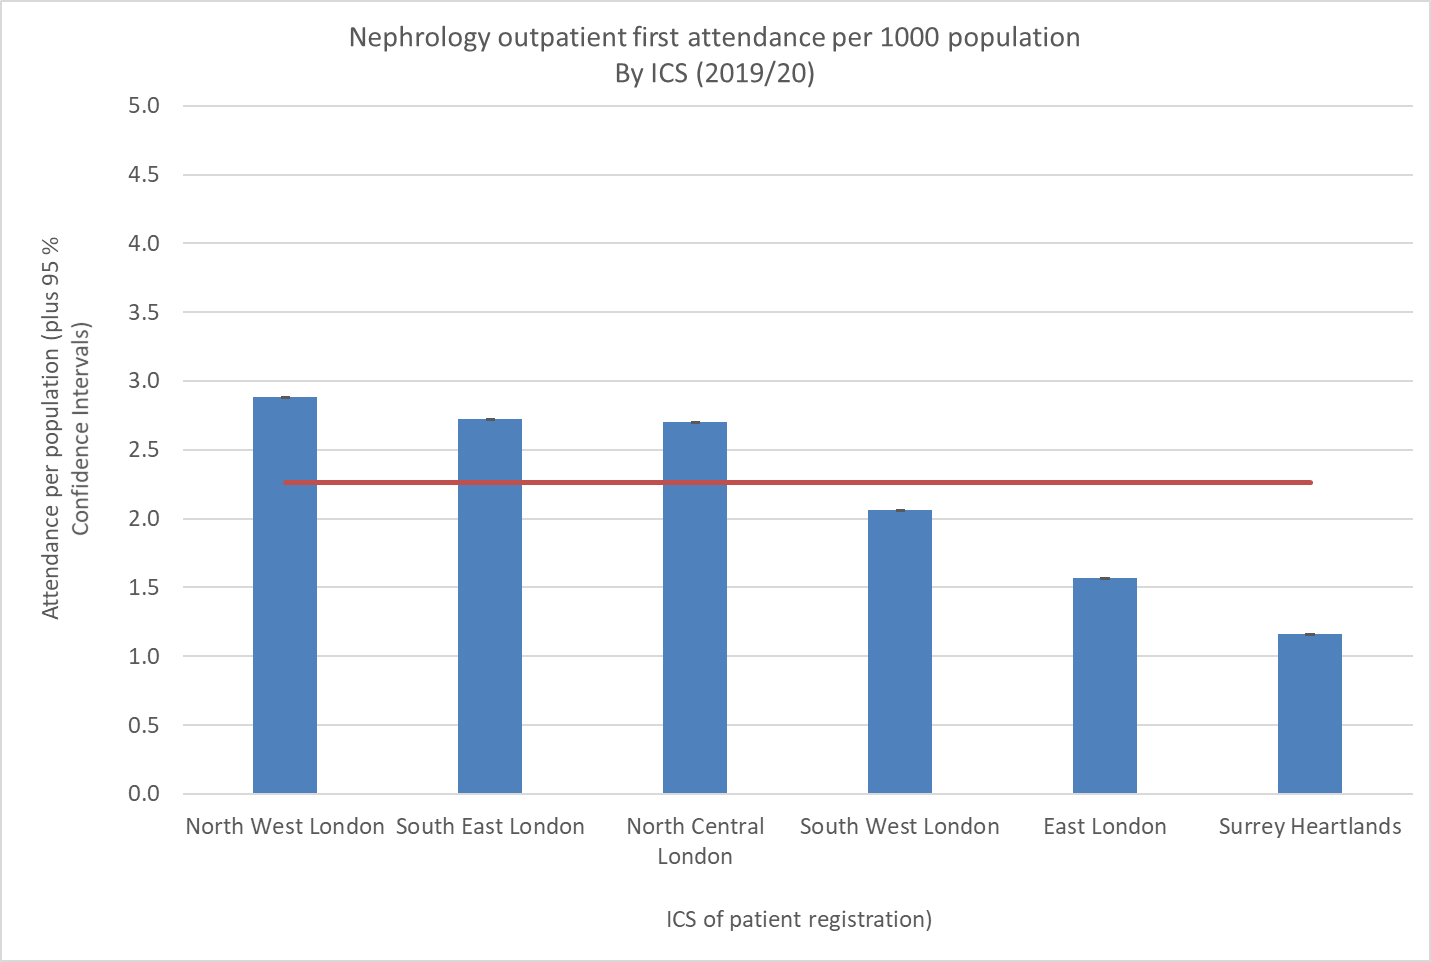 Nephrology outpatient first attendance per 1000 population
By ICS (2019/20)
5.0
4.5
4.0
3.5
3.0
2.5
2.0
1.5
1.0
0.5
0.0
Attendance per population (plus 95 %
Confidence Intervals)
North West London
South East London
North Central
London
South West London
East London
Surrey Heartlands
ICS of patient registration)